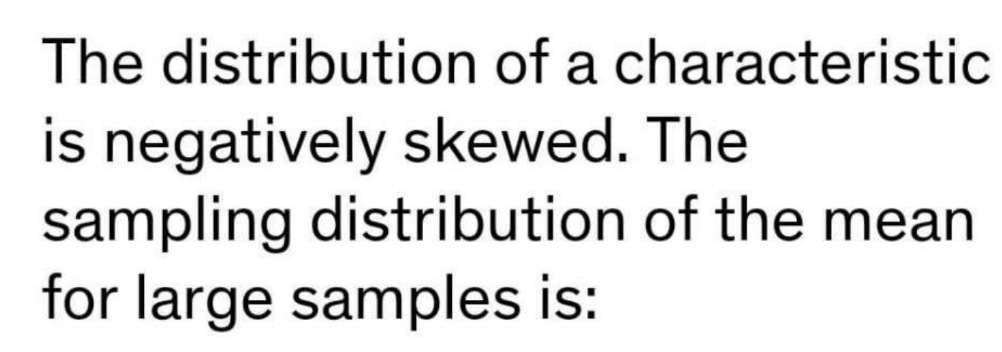 The distribution of a characteristic
is negatively skewed. The
sampling distribution of the mean
for large samples is: